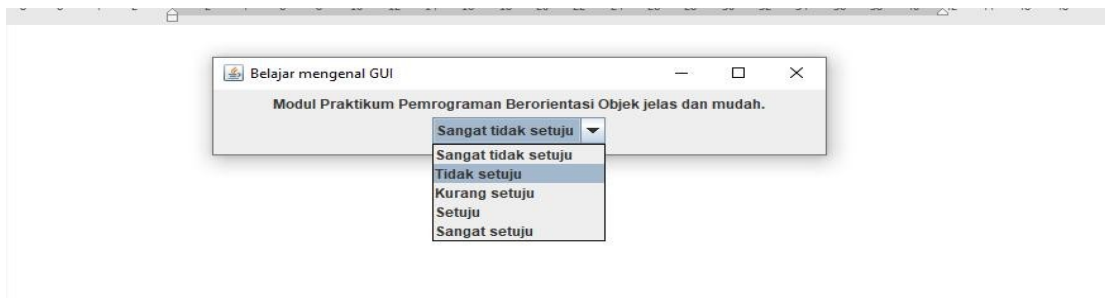 Belajar mengenal GUI
Modul Praktikum Pemrograman Berorientasi Objek jelas dan mudah.
Sangat tidak setuju
Sangat tidak setuju
Tidak setuju
Kurang setuju
Setuju
Sangat setuju